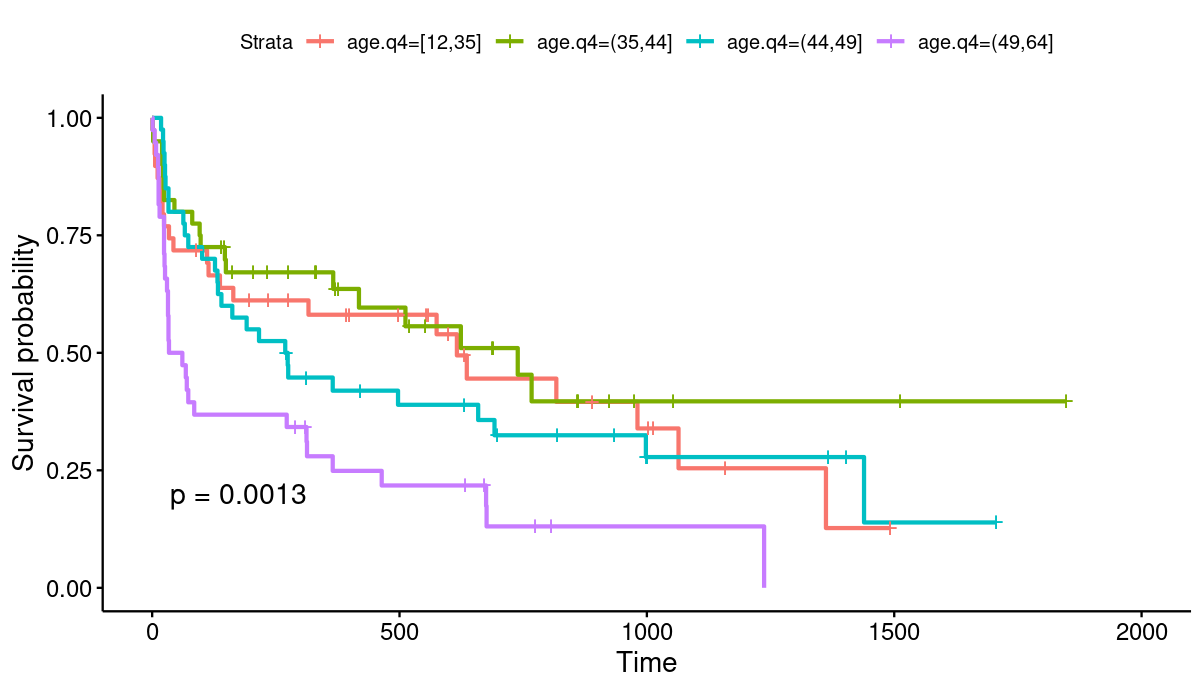 Strata age.q4=[12,35] age.q4=(35,44] age.q4=(44,49] age.q4=(49,64]
Survival probability
1.00
0.75
0.50
0.25
0.00
p = 0.0013
0 500 1000 1500 2000
Time